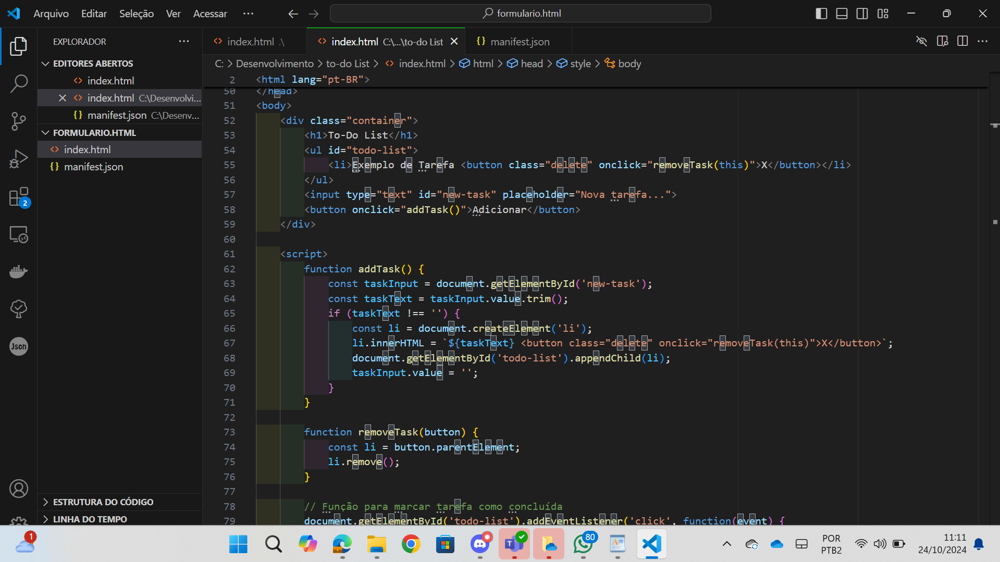 Arquivo Editar Seleção Ver Acessar ···
formulario.html
EXPLORADOR ···
EDITORES ABERTOS
index.html
index.html C:\Desenvolvi...
manifest.json C:\Desenv...
FORMULARIO.HTML
index.html
manifest.json
2
Json
ESTRUTURA DO CÓDIGO
LINHA DO TEMPO
index.html .\
index.html C:\...\to-do List
manifest.json
C: > Desenvolvimento > to-do List > index.html > html > head > style > body
2 <html lang="pt-BR">
50 </head>
51 <body>
52 <div class="container">
53 <h1>To-Do List</h1>
54 <ul id="todo-list">
55 <li>Exemplo de Tarefa <button class="delete" onclick="removeTask(this)">X</button></li>
56 </ul>
57 <input type="text" id="new-task" placeholder="Nova tarefa...">
58 <button onclick="addTask()">Adicionar</button>
59 </div>
60
61 <script>
62 function addTask() {
63 const taskInput = document.getElementById('new-task');
64 const taskText = taskInput.value.trim();
65 if (taskText !== '') {
66 const li = document.createElement('li');
67 li.innerHTML = `${taskText} <button class="delete" onclick="removeTask(this)">X</button>`;
68 document.getElementById('todo-list').appendChild(li);
69 taskInput.value = '';
70 }
71 }
72
73 function removeTask(button) {
74 const li = button.parentElement;
75 li.remove();
76 }
77
78 // Função para marcar tarefa como concluída
79 document.getElementById('todo-list').addEventListener('click', function(event) {
1
80
POR
PTB2
11:11
24/10/2024